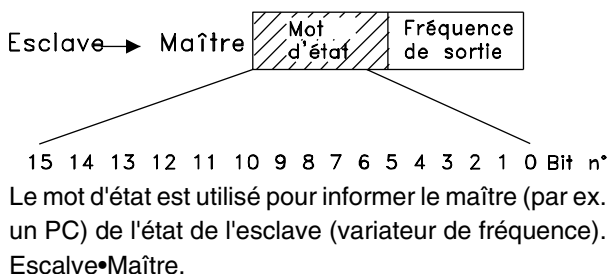 Esclave → Maître
Mot d'état
Fréquence de sortie
15 14 13 12 11 10 9 8 7 6 5 4 3 2 1 0 Bit n°
Le mot d'état est utilisé pour informer le maître (par ex.
un PC) de l'état de l'esclave (variateur de fréquence).
Escalve•Maître.